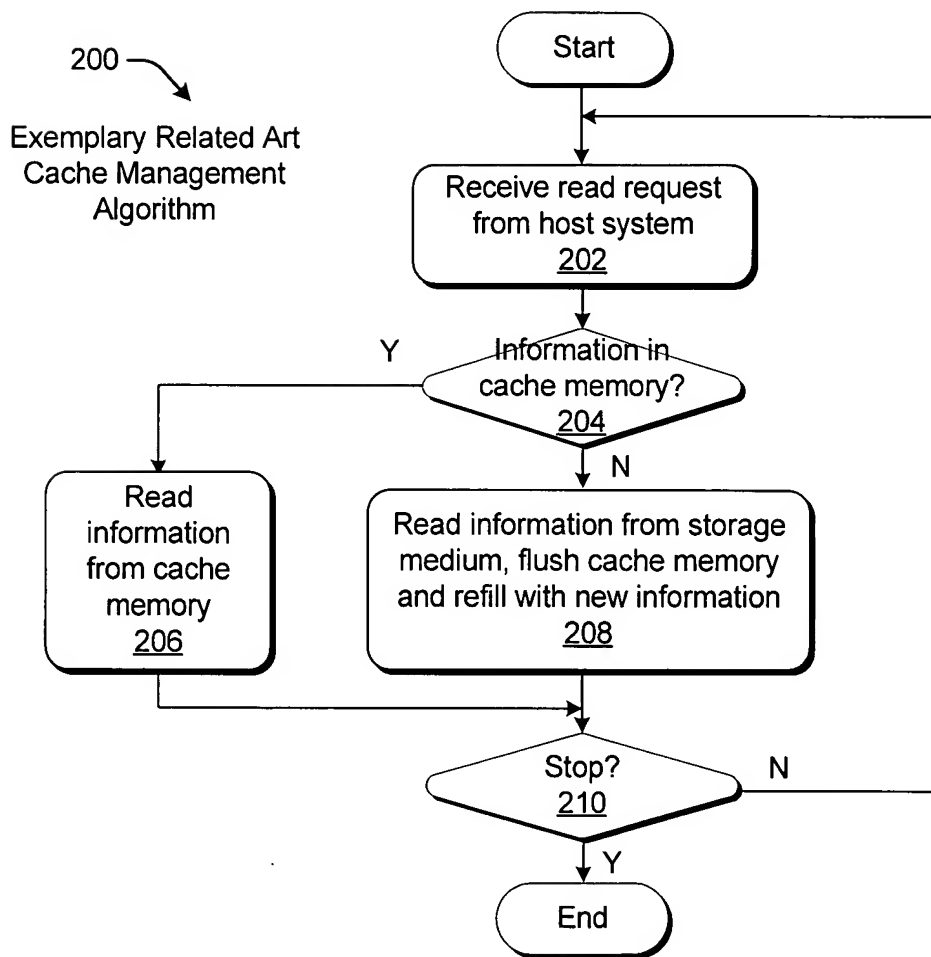 Start
200
Exemplary Related Art
Cache Management
Algorithm
Receive read request
from host system
202
Y
Information in
cache memory?
204
N
Read
information
from cache
memory
206
Read information from storage
medium, flush cache memory
and refill with new information
208
Stop?
210
N
Y
End